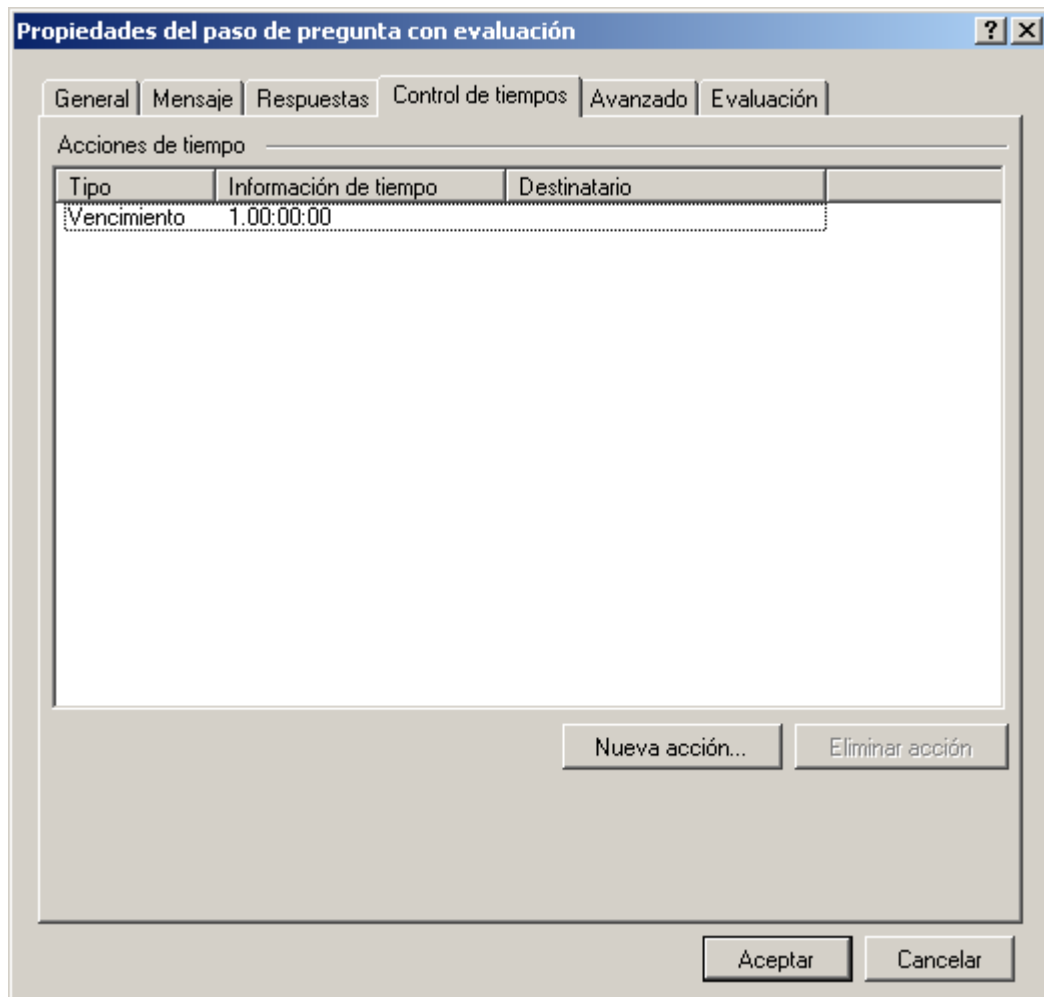 Propiedades del paso de pregunta con evaluación
General Mensaje Respuestas Control de tiempos Avanzado Evaluación
Acciones de tiempo
Tipo Información de tiempo Destinatario
Vencimiento 1.00:00:00
Nueva acción... Eliminar acción
Aceptar Cancelar